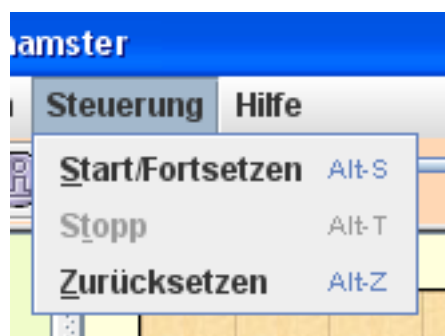 hamster
Steuerung Hilfe
Start/Fortsetzen Alt-S
Stopp Alt-T
Zurücksetzen Alt-Z